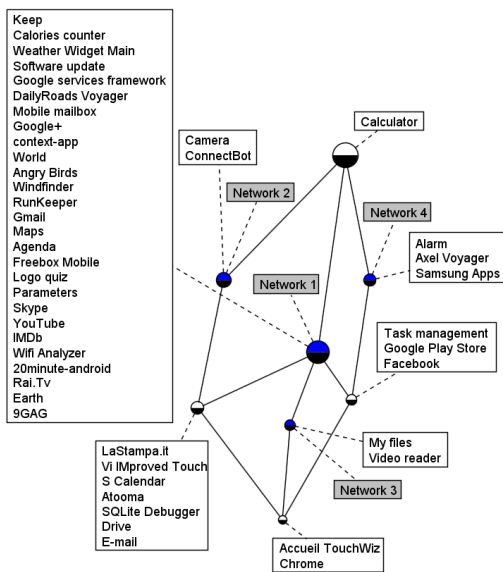 Keep
Calories counter
Weather Widget Main
Software update
Google services framework
DailyRoads Voyager
Mobile mailbox
Google+
context-app
World
Angry Birds
Windfinder
RunKeeper
Gmail
Maps
Agenda
Freebox Mobile
Logo quiz
Parameters
Skype
YouTube
IMDb
Wifi Analyzer
20minute-android
Rai.Tv
Earth
9GAG
Camera
ConnectBot
Network 2
Calculator
Network 4
Alarm
Axel Voyager
Samsung Apps
Network 1
Task management
Google Play Store
Facebook
My files
Video reader
Network 3
LaStampa.it
Vi IMproved Touch
S Calendar
Atooma
SQLite Debugger
Drive
E-mail
Accueil TouchWiz
Chrome